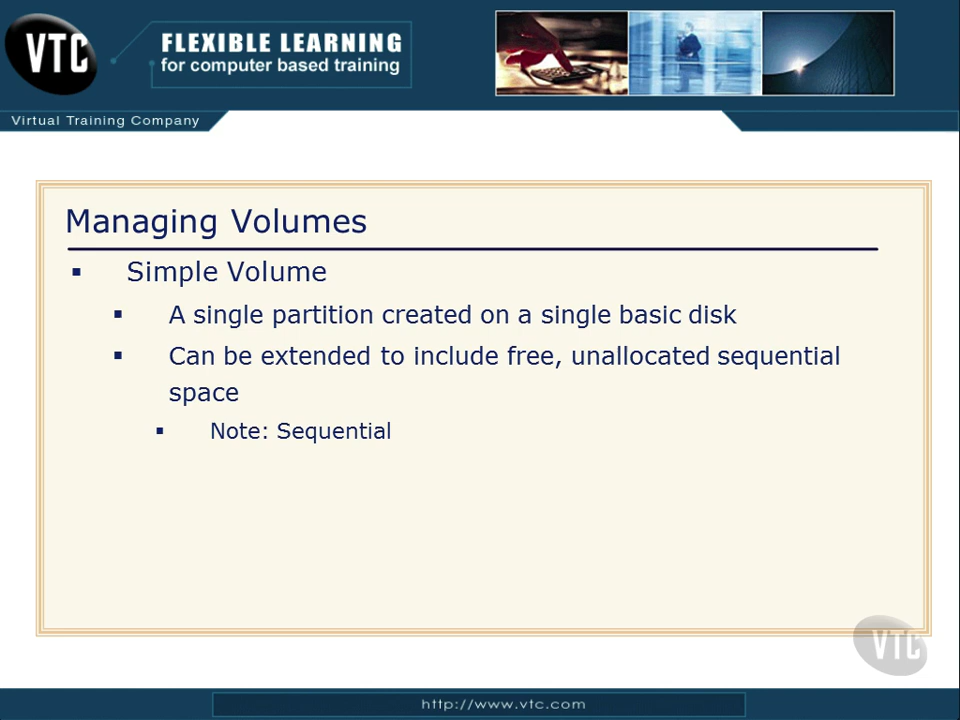 VTC
FLEXIBLE LEARNING
for computer based training
Virtual Training Company
Managing Volumes
Simple Volume
A single partition created on a single basic disk
Can be extended to include free, unallocated sequential
space
Note: Sequential
VTC
http://www.vtc.com